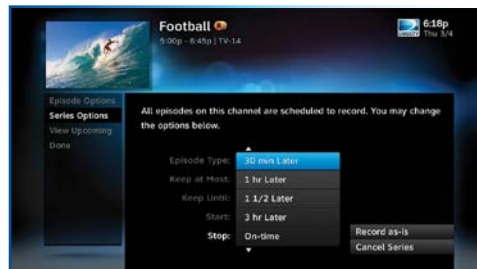 Football
5:00p - 8:45p | TV-14
6:18p
Thu 3/4
Episode Options
Series Options
View Upcoming
Done
All episodes on this channel are scheduled to record. You may change
the options below.
Episode Type: 30 min Later
Keep at Most: 1 hr Later
Keep Until: 1 1/2 Later
Start: 3 hr Later
Stop: On-time
Record as-is
Cancel Series